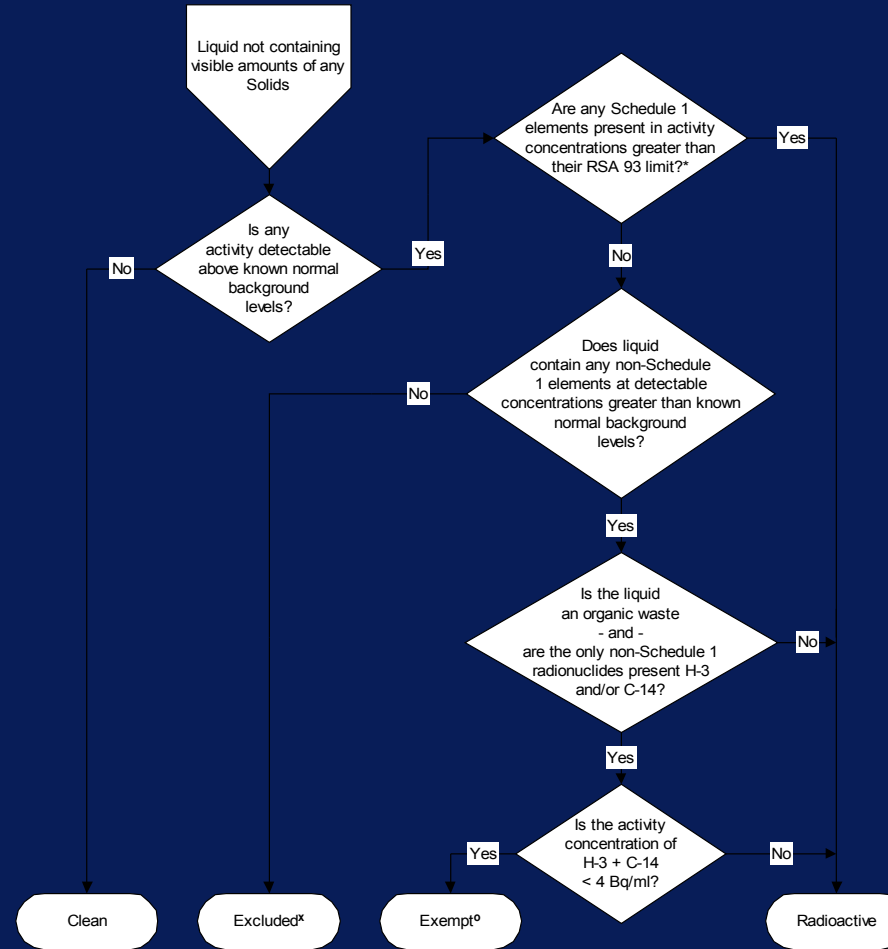 Liquid not containing
visible amounts of any
Solids
Are any Schedule 1
elements present in activity
concentrations greater than
their RSA 93 limit?*
Yes
Is any
activity detectable
above known normal
background
levels?
No
Yes
No
Does liquid
contain any non-Schedule
1 elements at detectable
concentrations greater than known
normal background
levels?
No
Yes
Is the liquid
an organic waste
- and -
are the only non-Schedule 1
radionuclides present H-3
and/or C-14?
No
Yes
Is the activity
concentration of
H-3 + C-14
< 4 Bq/ml?
Yes
No
Clean
Excludedˣ
Exemptᵒ
Radioactive